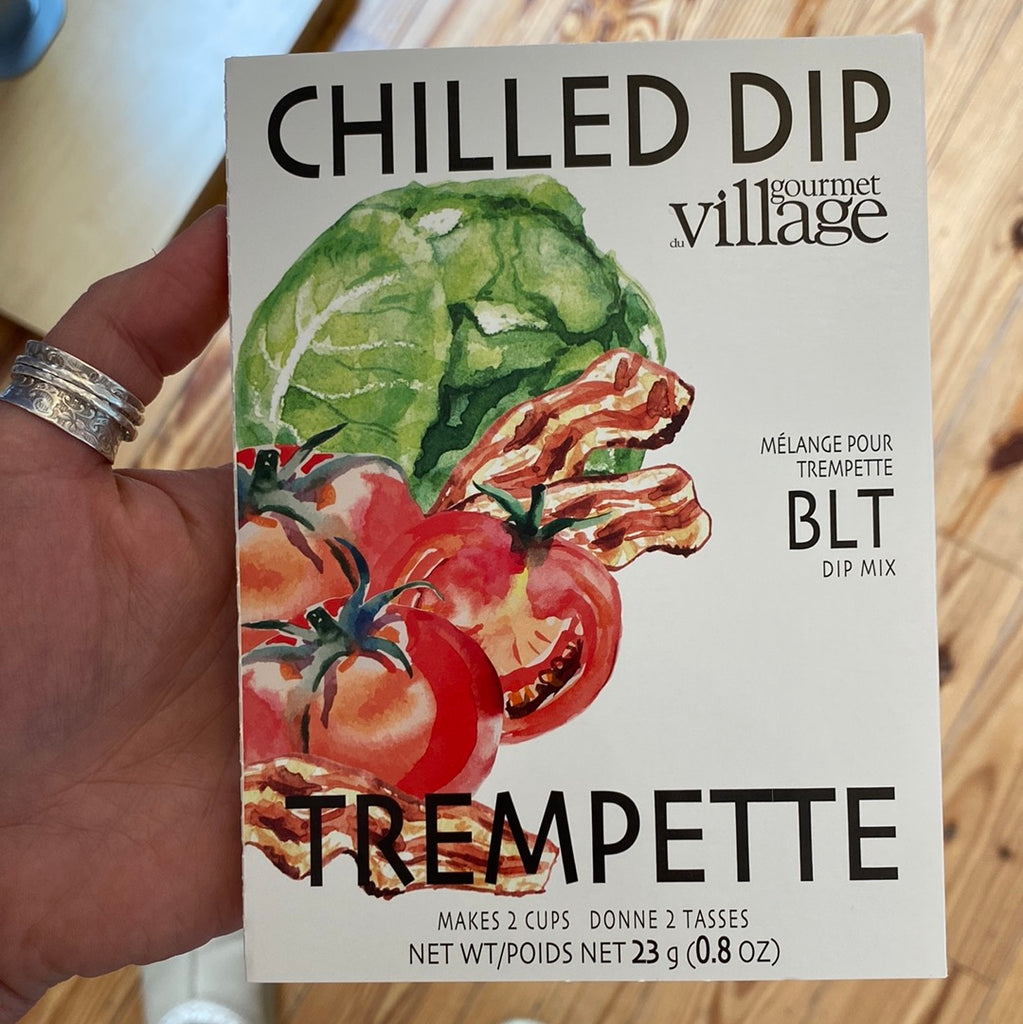 CHILLED DIP
gourmet
du village
MÉLANGE POUR
TREMPETTE
BLT
DIP MIX
TREMPETTE
MAKES 2 CUPS DONNE 2 TASSES
NET WT/POIDS NET 23 g (0.8 OZ)